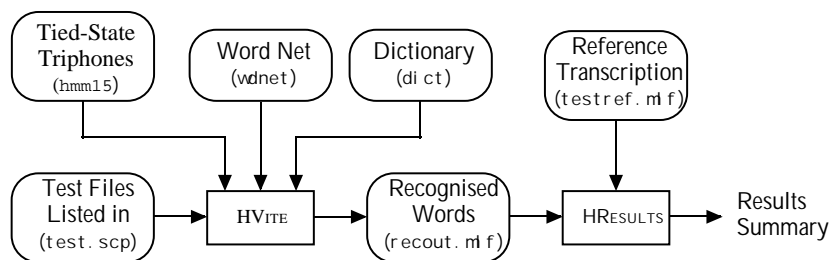 Tied-State
Triphones
(hmm15)
Word Net
(wdnet)
Dictionary
(dict)
Reference
Transcription
(testref.mlf)
Test Files
Listed in
(test.scp)
HVITE
Recognised
Words
(recout.mlf)
HRESULTS
Results
Summary